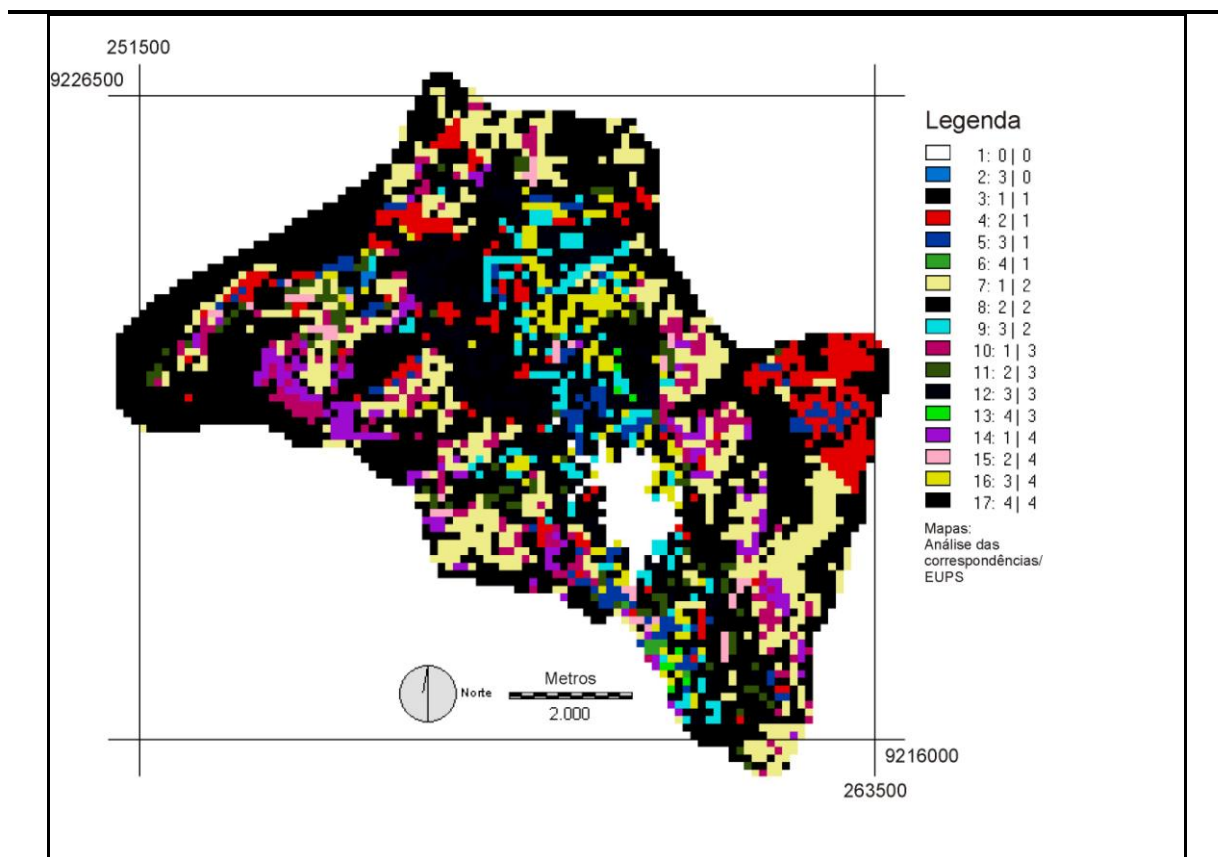 251500
9226500
Legenda
1: 0 | 0
2: 3 | 0
3: 1 | 1
4: 2 | 1
5: 3 | 1
6: 4 | 1
7: 1 | 2
8: 2 | 2
9: 3 | 2
10: 1 | 3
11: 2 | 3
12: 3 | 3
13: 4 | 3
14: 1 | 4
15: 2 | 4
16: 3 | 4
17: 4 | 4
Mapas:
Análise das
correspondências/
EUPS
Metros
Norte
2.000
9216000
263500